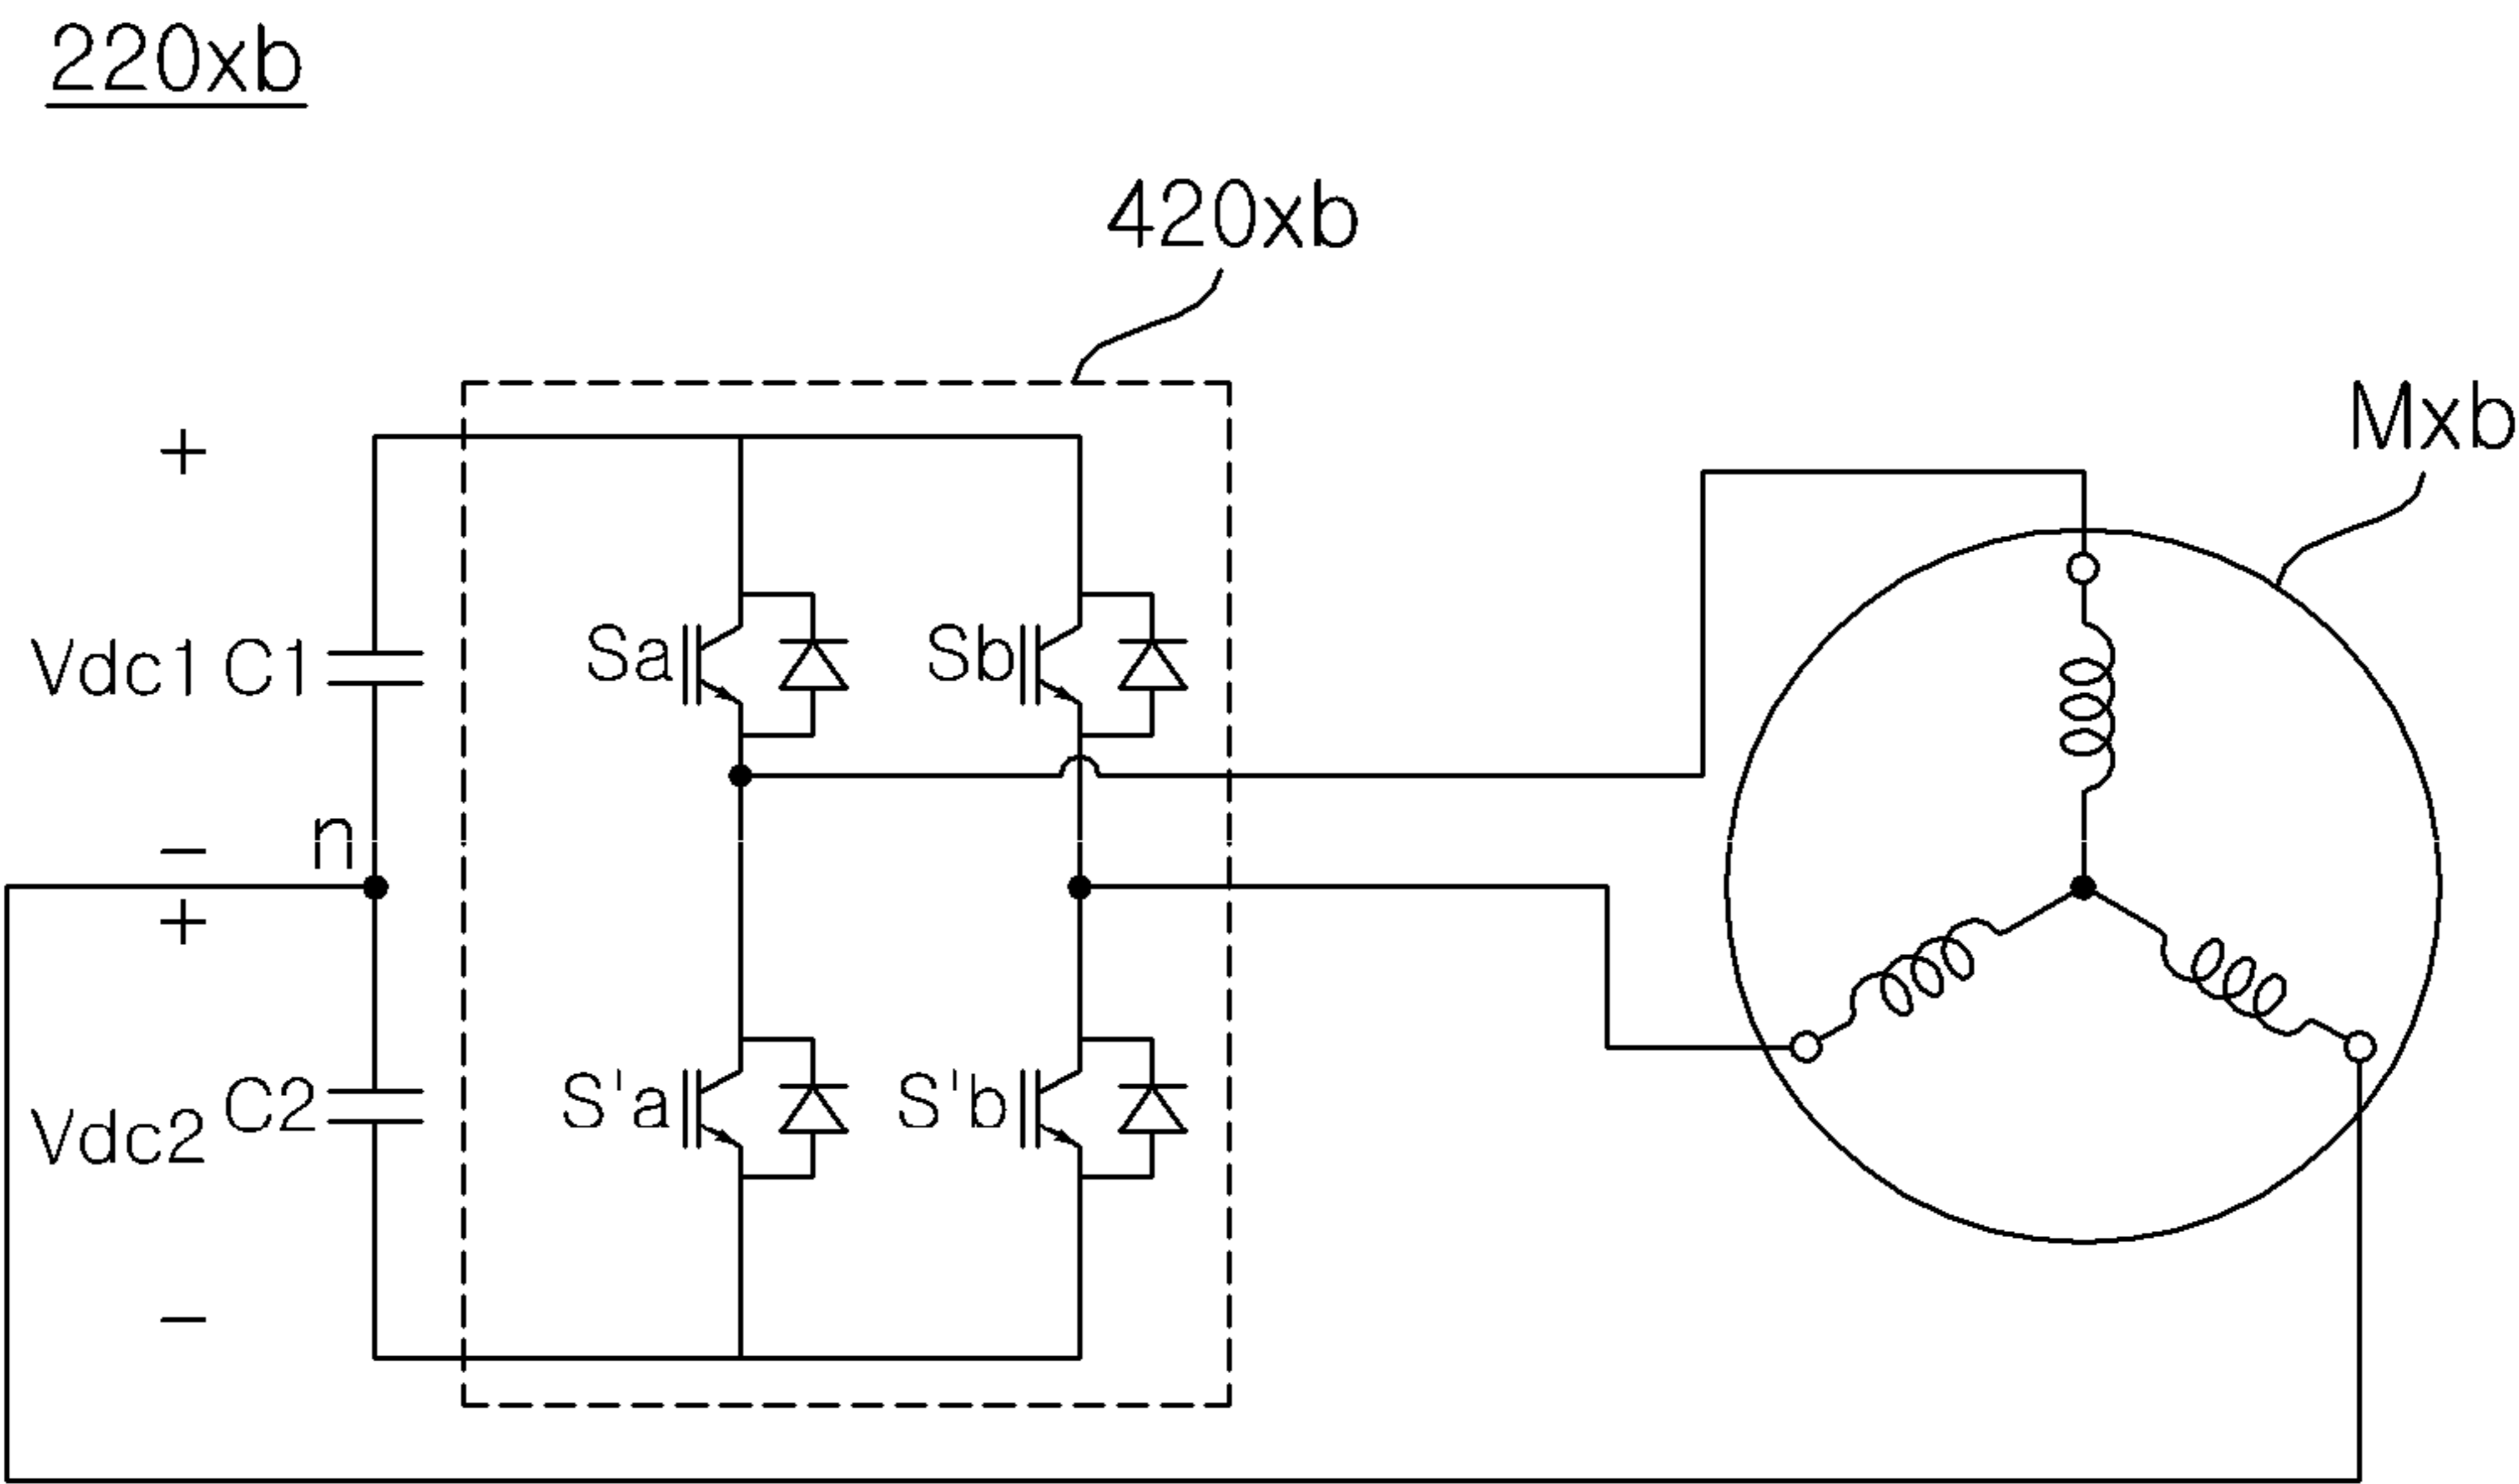 220xb
420xb
Mxb
+
Vdc1 C1
Sa
Sb
n
−
+
C2
Vdc2
S'a
S'b
−